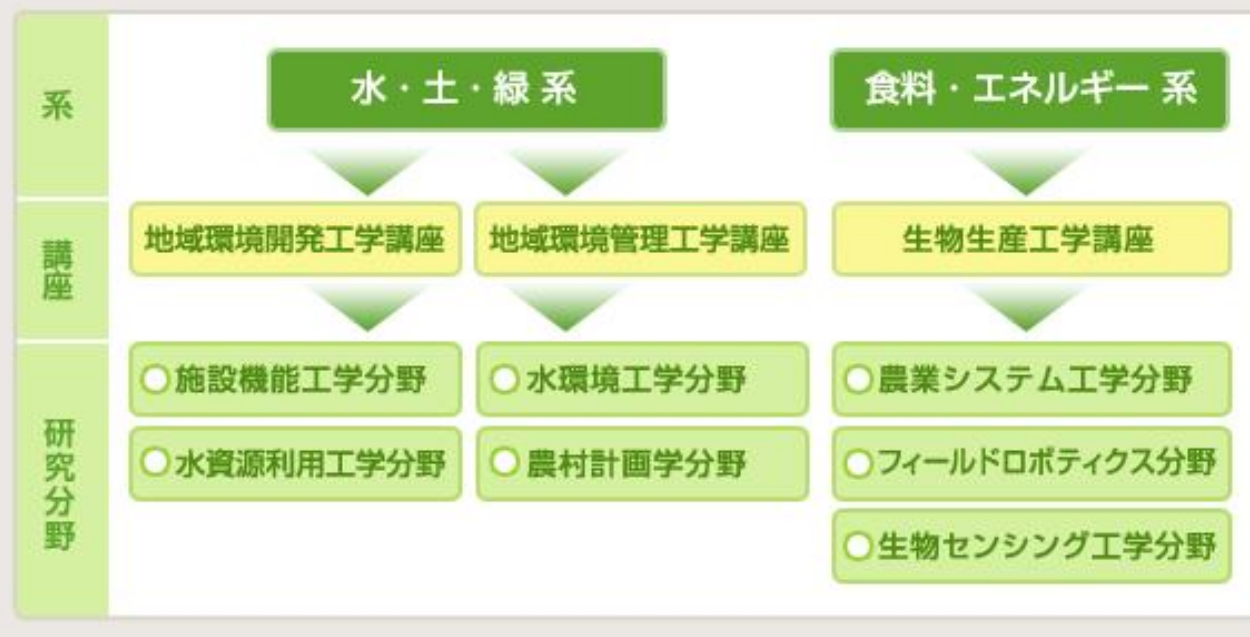 系
水・土・緑 系
食料・エネルギー 系
講座
地域環境開発工学講座
地域環境管理工学講座
生物生産工学講座
研究分野
施設機能工学分野
水環境工学分野
農業システム工学分野
水資源利用工学分野
農村計画学分野
フィールドロボティクス分野
生物センシング工学分野